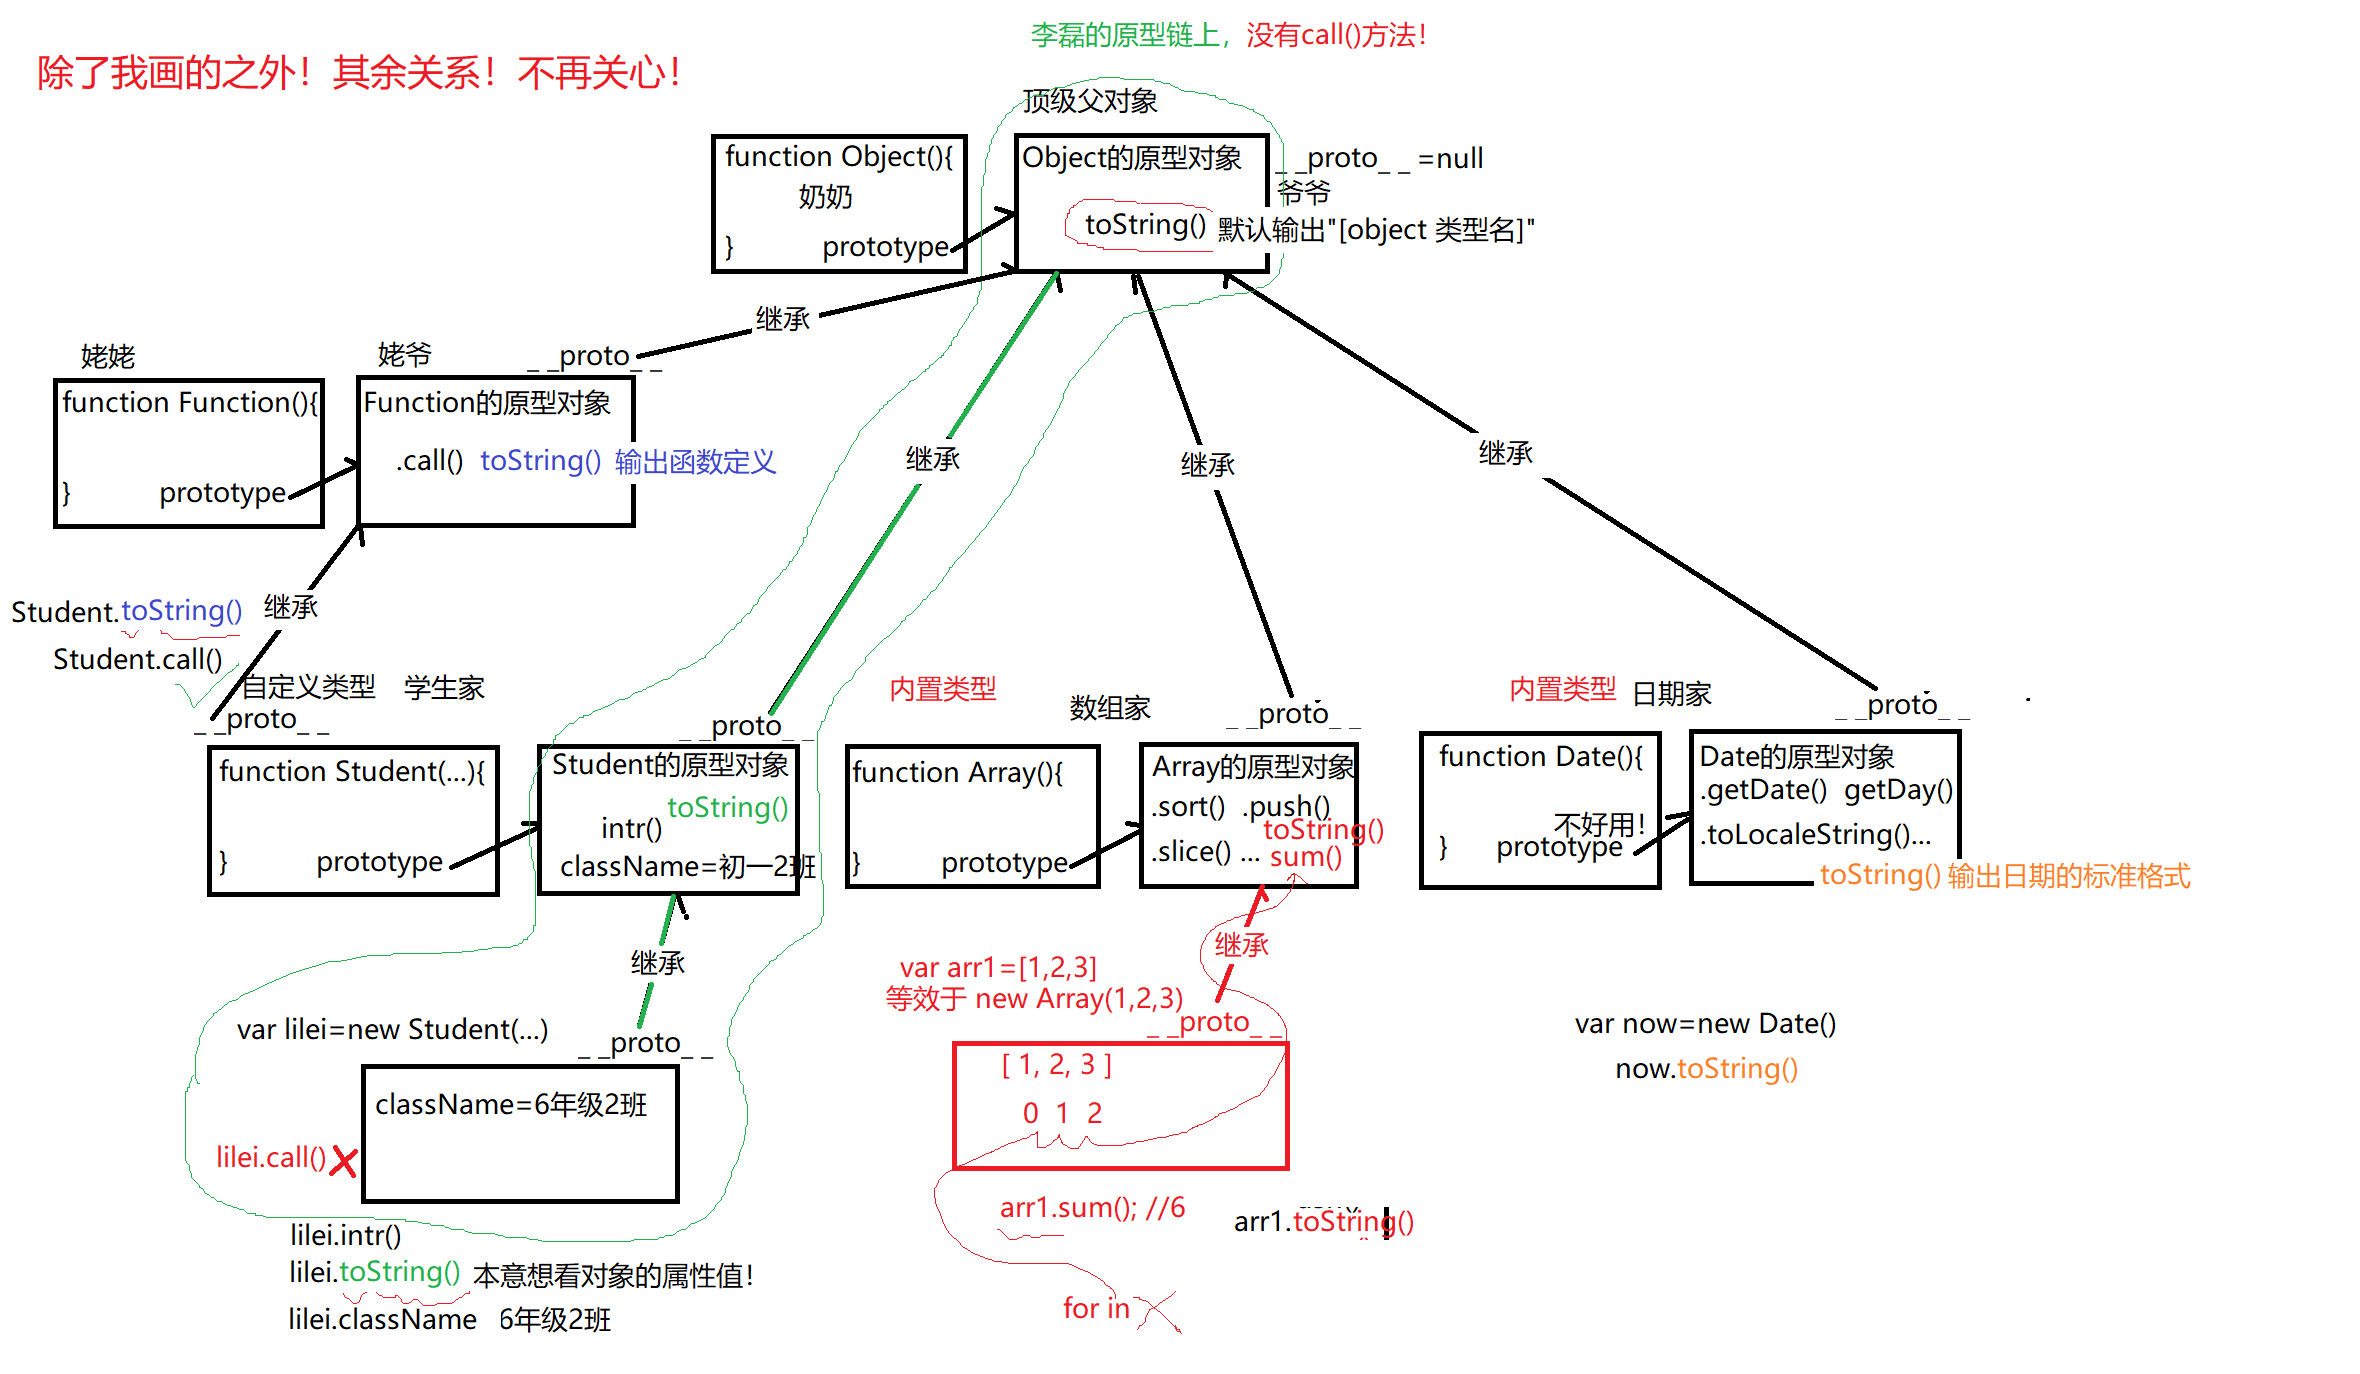 李磊的原型链上，没有call()方法！
除了我画的之外！其余关系！不再关心！
顶级父对象
function Object(){
奶奶
}
prototype
Object的原型对象
toString()
_ _proto_ _ =null
爷爷
默认输出"[object 类型名]"
继承
姥姥
姥爷
_ _proto_ _
function Function(){
}
prototype
Function的原型对象
.call() toString() 输出函数定义
继承
继承
继承
Student.toString()
继承
Student.call()
自定义类型 学生家
_ _proto_ _
function Student(...){
}
prototype
_ _proto_ _
Student的原型对象
toString()
intr()
className=初一2班
内置类型
数组家
_ _proto_ _
function Array(){
}
prototype
Array的原型对象
.sort() .push()
toString()
.slice() ... sum()
内置类型 日期家
_ _proto_ _
function Date(){
不好用！
}
prototype
Date的原型对象
.getDate() getDay()
.toLocaleString()...
toString() 输出日期的标准格式
继承
var lilei=new Student(...)
_ _proto_ _
className=6年级2班
lilei.call()
lilei.intr()
lilei.toString() 本意想看对象的属性值！
lilei.className 6年级2班
继承
var arr1=[1,2,3]
等效于 new Array(1,2,3)
_ _proto_ _
[ 1, 2, 3 ]
0 1 2
arr1.sum(); //6
arr1.toString()
for in
var now=new Date()
now.toString()